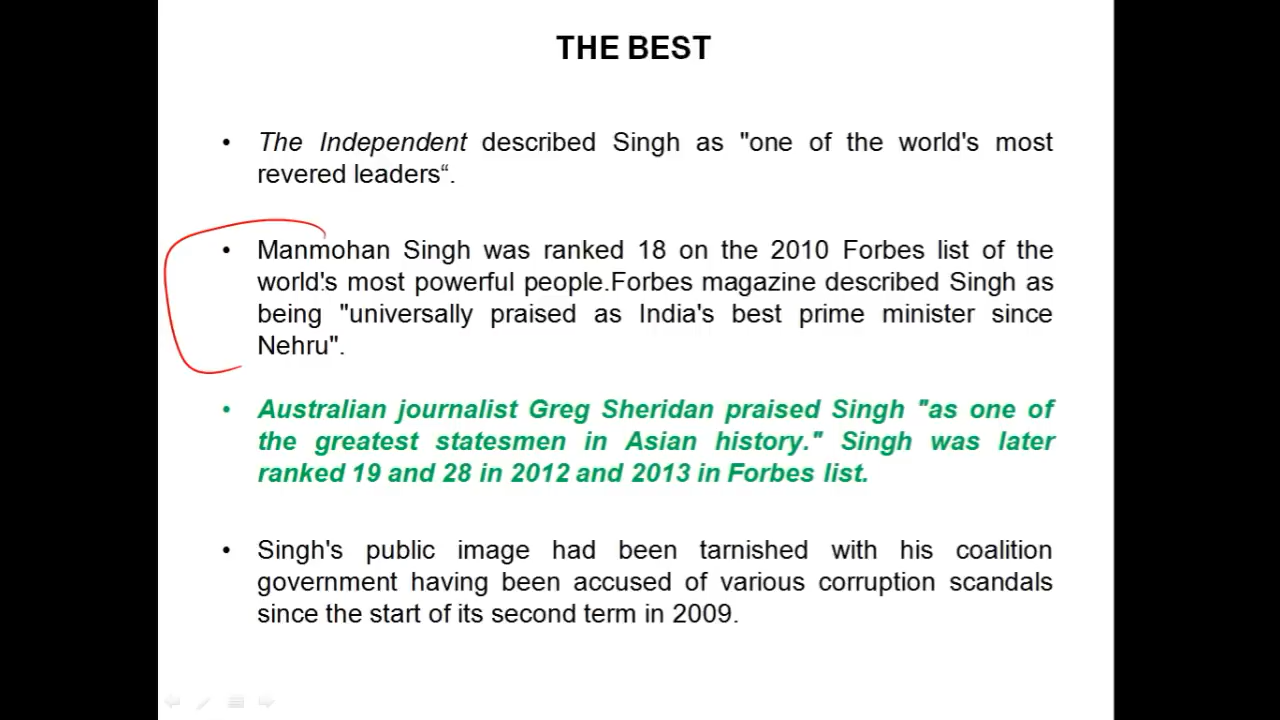 THE BEST
• The Independent described Singh as "one of the world's most
revered leaders“.
• Manmohan Singh was ranked 18 on the 2010 Forbes list of the
world's most powerful people.Forbes magazine described Singh as
being "universally praised as India's best prime minister since
Nehru".
• Australian journalist Greg Sheridan praised Singh "as one of
the greatest statesmen in Asian history." Singh was later
ranked 19 and 28 in 2012 and 2013 in Forbes list.
• Singh's public image had been tarnished with his coalition
government having been accused of various corruption scandals
since the start of its second term in 2009.